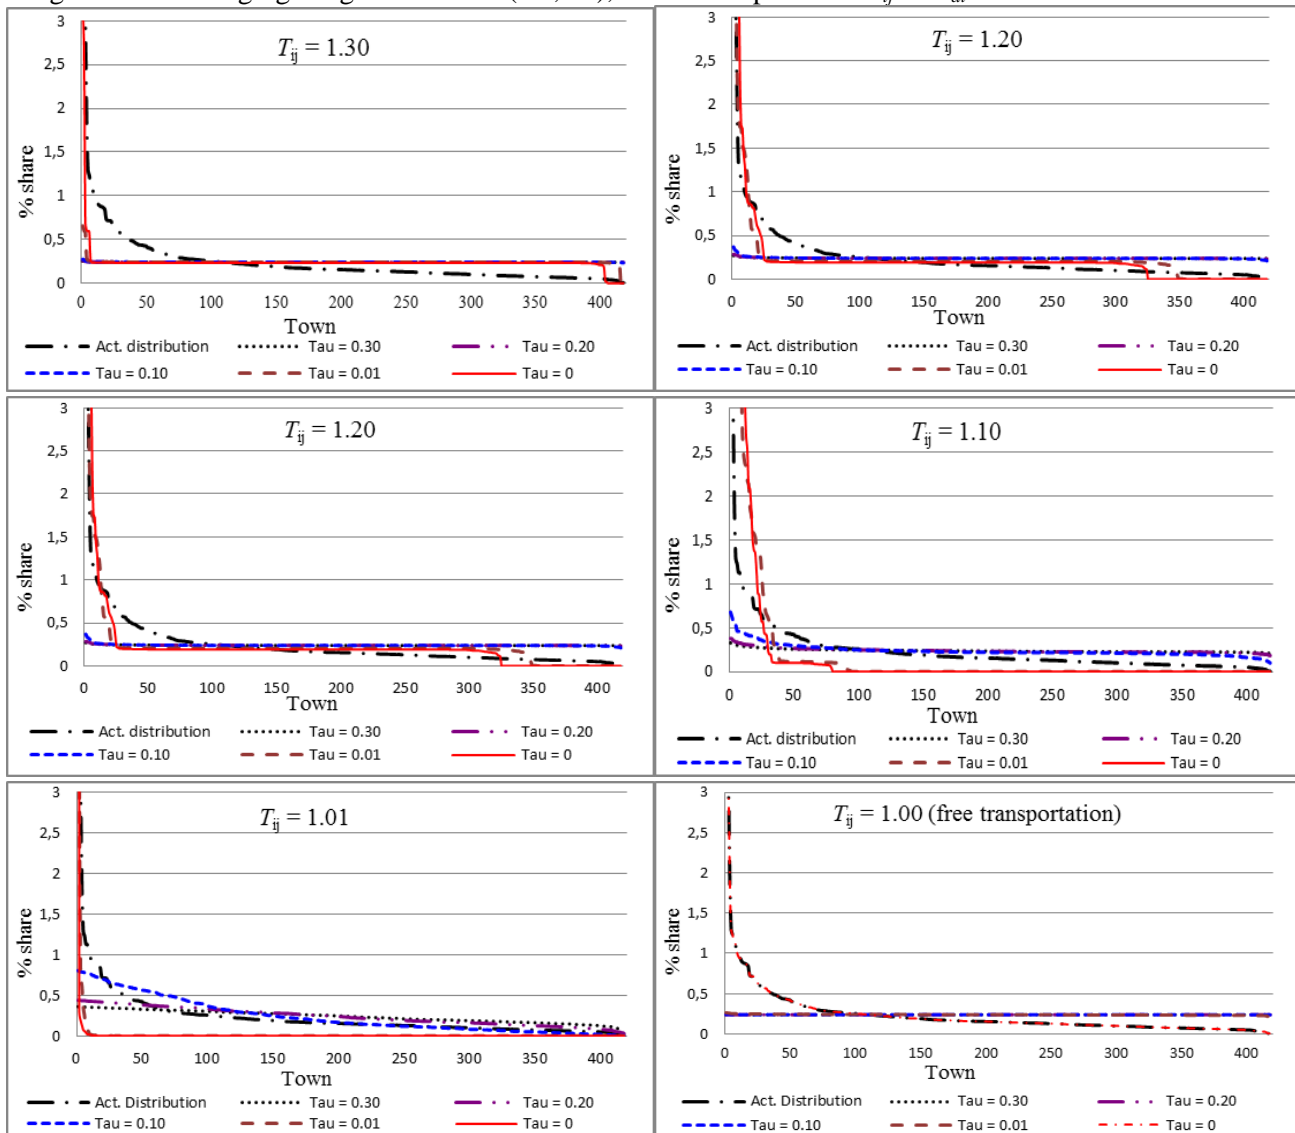 3
2,5
2
1,5
1
0,5
0
% share
Tij = 1.30
0 50 100 150 200 250 300 350 400
Town
Act. distribution Tau = 0.30 Tau = 0.20
Tau = 0.10 Tau = 0.01 Tau = 0
3
2,5
2
1,5
1
0,5
0
% share
Tij = 1.20
0 50 100 150 200 250 300 350 400
Town
Act. distribution Tau = 0.30 Tau = 0.20
Tau = 0.10 Tau = 0.01 Tau = 0
3
2,5
2
1,5
1
0,5
0
% share
Tij = 1.20
0 50 100 150 200 250 300 350 400
Town
Act. distribution Tau = 0.30 Tau = 0.20
Tau = 0.10 Tau = 0.01 Tau = 0
3
2,5
2
1,5
1
0,5
0
% share
Tij = 1.10
0 50 100 150 200 250 300 350 400
Town
Act. distribution Tau = 0.30 Tau = 0.20
Tau = 0.10 Tau = 0.01 Tau = 0
3
2,5
2
1,5
1
0,5
0
% share
Tij = 1.01
0 50 100 150 200 250 300 350 400
Town
Act. Distribution Tau = 0.30 Tau = 0.20
Tau = 0.10 Tau = 0.01 Tau = 0
3
2,5
2
1,5
1
0,5
0
% share
Tij = 1.00 (free transportation)
0 50 100 150 200 250 300 350 400
Town
Act. Distribution Tau = 0.30 Tau = 0.20
Tau = 0.10 Tau = 0.01 Tau = 0